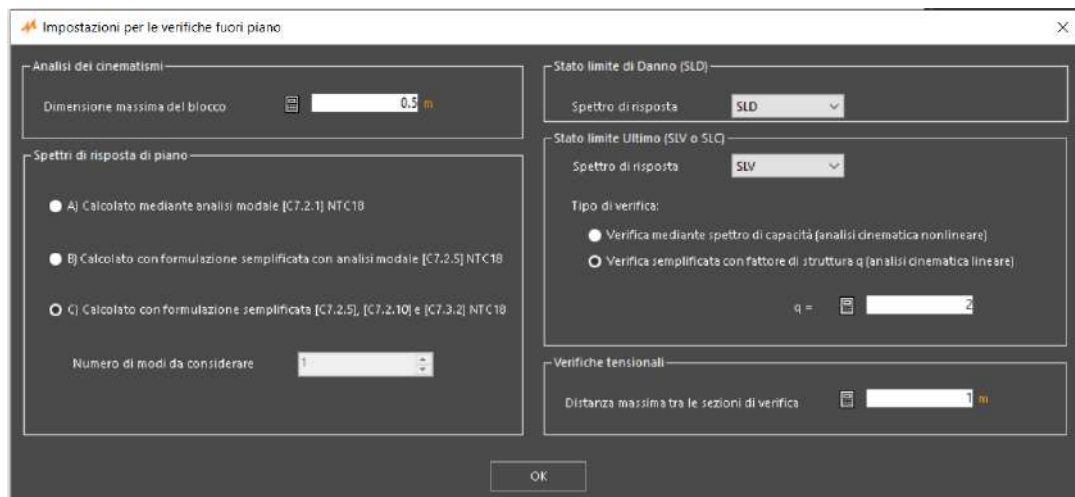 Impostazioni per le verifiche fuori piano
Analisi dei cinematismi
Dimensione massima del blocco 0.5 m
Spettri di risposta di piano
A) Calcolato mediante analisi modale [C7.2.1] NTC18
B) Calcolato con formulazione semplificata con analisi modale [C7.2.5] NTC18
C) Calcolato con formulazione semplificata [C7.2.5], [C7.2.10] e [C7.3.2] NTC18
Numero di modi da considerare 1
Stato limite di Danno (SLD)
Spettro di risposta SLD
Stato limite Ultimo (SLV o SLC)
Spettro di risposta SLV
Tipo di verifica:
Verifica mediante spettro di capacità (analisi cinematica nonlineare)
Verifica semplificata con fattore di struttura q (analisi cinematica lineare)
q = 2
Verifiche tensionali
Distanza massima tra le sezioni di verifica 1 m
OK